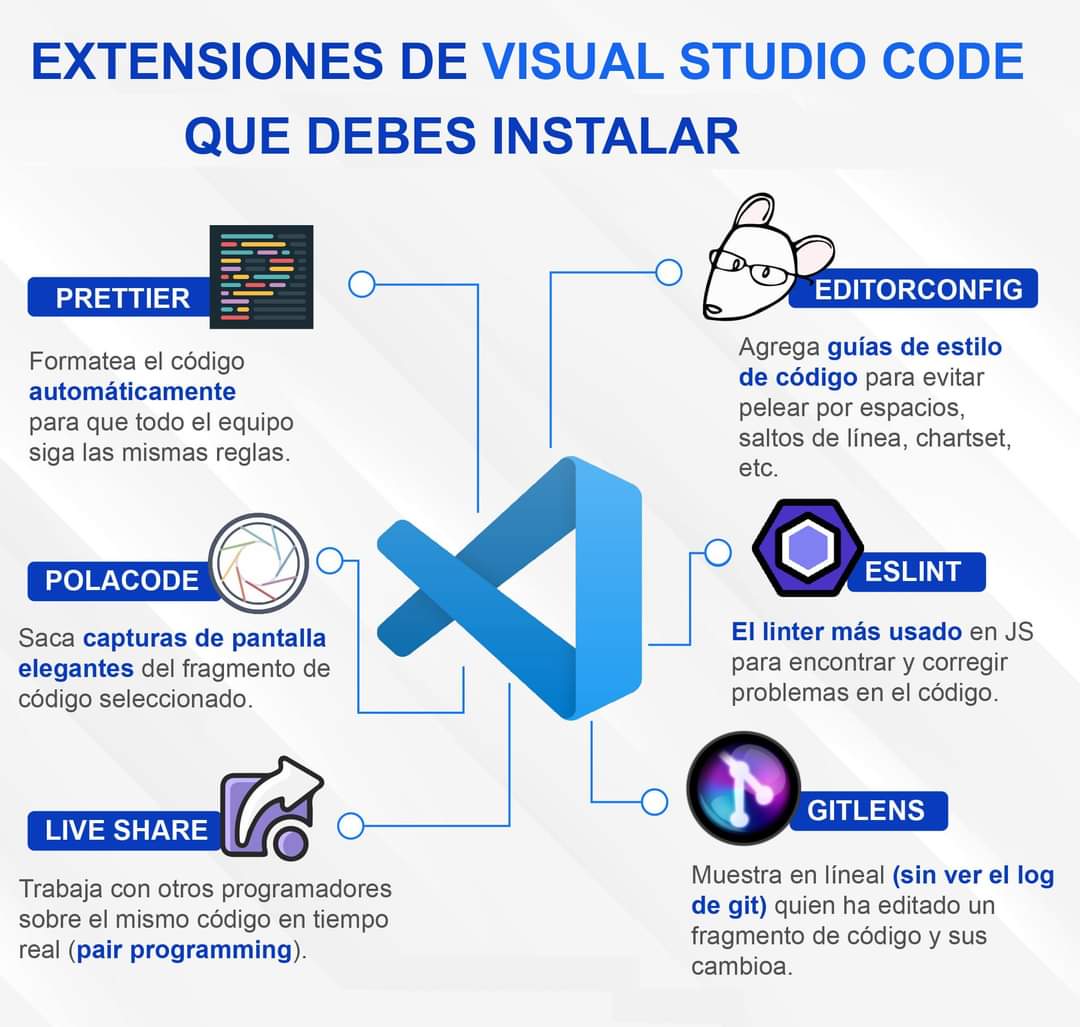 EXTENSIONES DE VISUAL STUDIO CODE
QUE DEBES INSTALAR
PRETTIER
Formatea el código
automáticamente
para que todo el equipo
siga las mismas reglas.
EDITORCONFIG
Agrega guías de estilo
de código para evitar
pelear por espacios,
saltos de línea, chartset,
etc.
POLACODE
Saca capturas de pantalla
elegantes del fragmento de
código seleccionado.
ESLINT
El linter más usado en JS
para encontrar y corregir
problemas en el código.
LIVE SHARE
Trabaja con otros programadores
sobre el mismo código en tiempo
real (pair programming).
GITLENS
Muestra en líneal (sin ver el log
de git) quien ha editado un
fragmento de código y sus
cambioa.